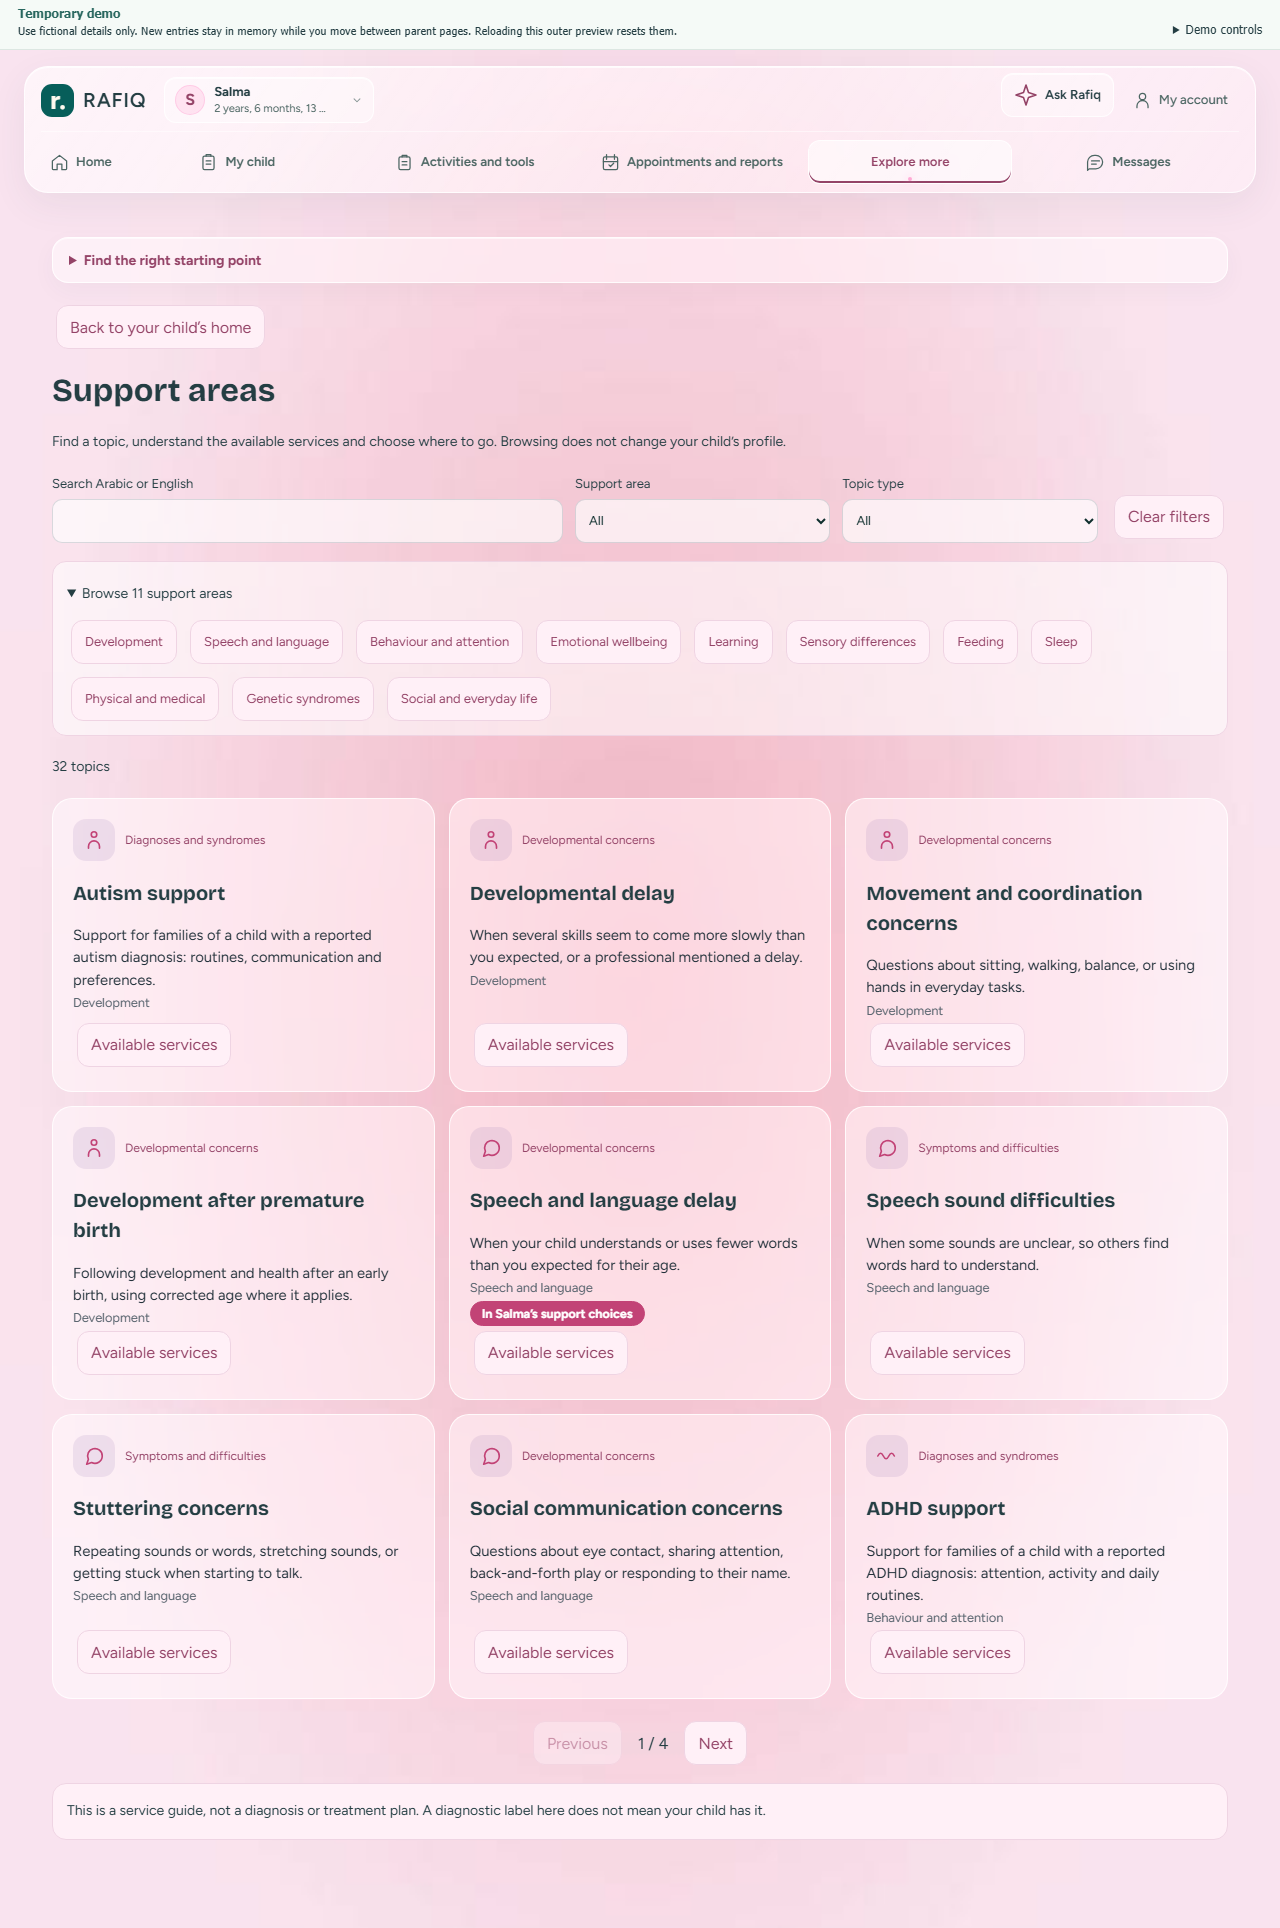 Temporary demo
Use fictional details only. New entries stay in memory while you move between parent pages. Reloading this outer preview resets them.
Demo controls
r.
RAFIQ
S
Salma
2 years, 6 months, 13 ...
Ask Rafiq
My account
Home
My child
Activities and tools
Appointments and reports
Explore more
Messages
Find the right starting point
Back to your child's home
Support areas
Find a topic, understand the available services and choose where to go. Browsing does not change your child's profile.
Search Arabic or English
Support area
Topic type
All
All
Clear filters
Browse 11 support areas
Development
Speech and language
Behaviour and attention
Emotional wellbeing
Learning
Sensory differences
Feeding
Sleep
Physical and medical
Genetic syndromes
Social and everyday life
32 topics
Diagnoses and syndromes
Autism support
Support for families of a child with a reported
autism diagnosis: routines, communication and
preferences.
Development
Available services
Developmental concerns
Developmental delay
When several skills seem to come more slowly than
you expected, or a professional mentioned a delay.
Development
Available services
Developmental concerns
Movement and coordination
concerns
Questions about sitting, walking, balance, or using
hands in everyday tasks.
Development
Available services
Developmental concerns
Development after premature
birth
Following development and health after an early
birth, using corrected age where it applies.
Development
Available services
Developmental concerns
Speech and language delay
When your child understands or uses fewer words
than you expected for their age.
Speech and language
In Salma's support choices
Available services
Symptoms and difficulties
Speech sound difficulties
When some sounds are unclear, so others find
words hard to understand.
Speech and language
Available services
Symptoms and difficulties
Stuttering concerns
Repeating sounds or words, stretching sounds, or
getting stuck when starting to talk.
Speech and language
Available services
Developmental concerns
Social communication concerns
Questions about eye contact, sharing attention,
back-and-forth play or responding to their name.
Speech and language
Available services
Diagnoses and syndromes
ADHD support
Support for families of a child with a reported
ADHD diagnosis: attention, activity and daily
routines.
Behaviour and attention
Available services
Previous
1 / 4
Next
This is a service guide, not a diagnosis or treatment plan. A diagnostic label here does not mean your child has it.